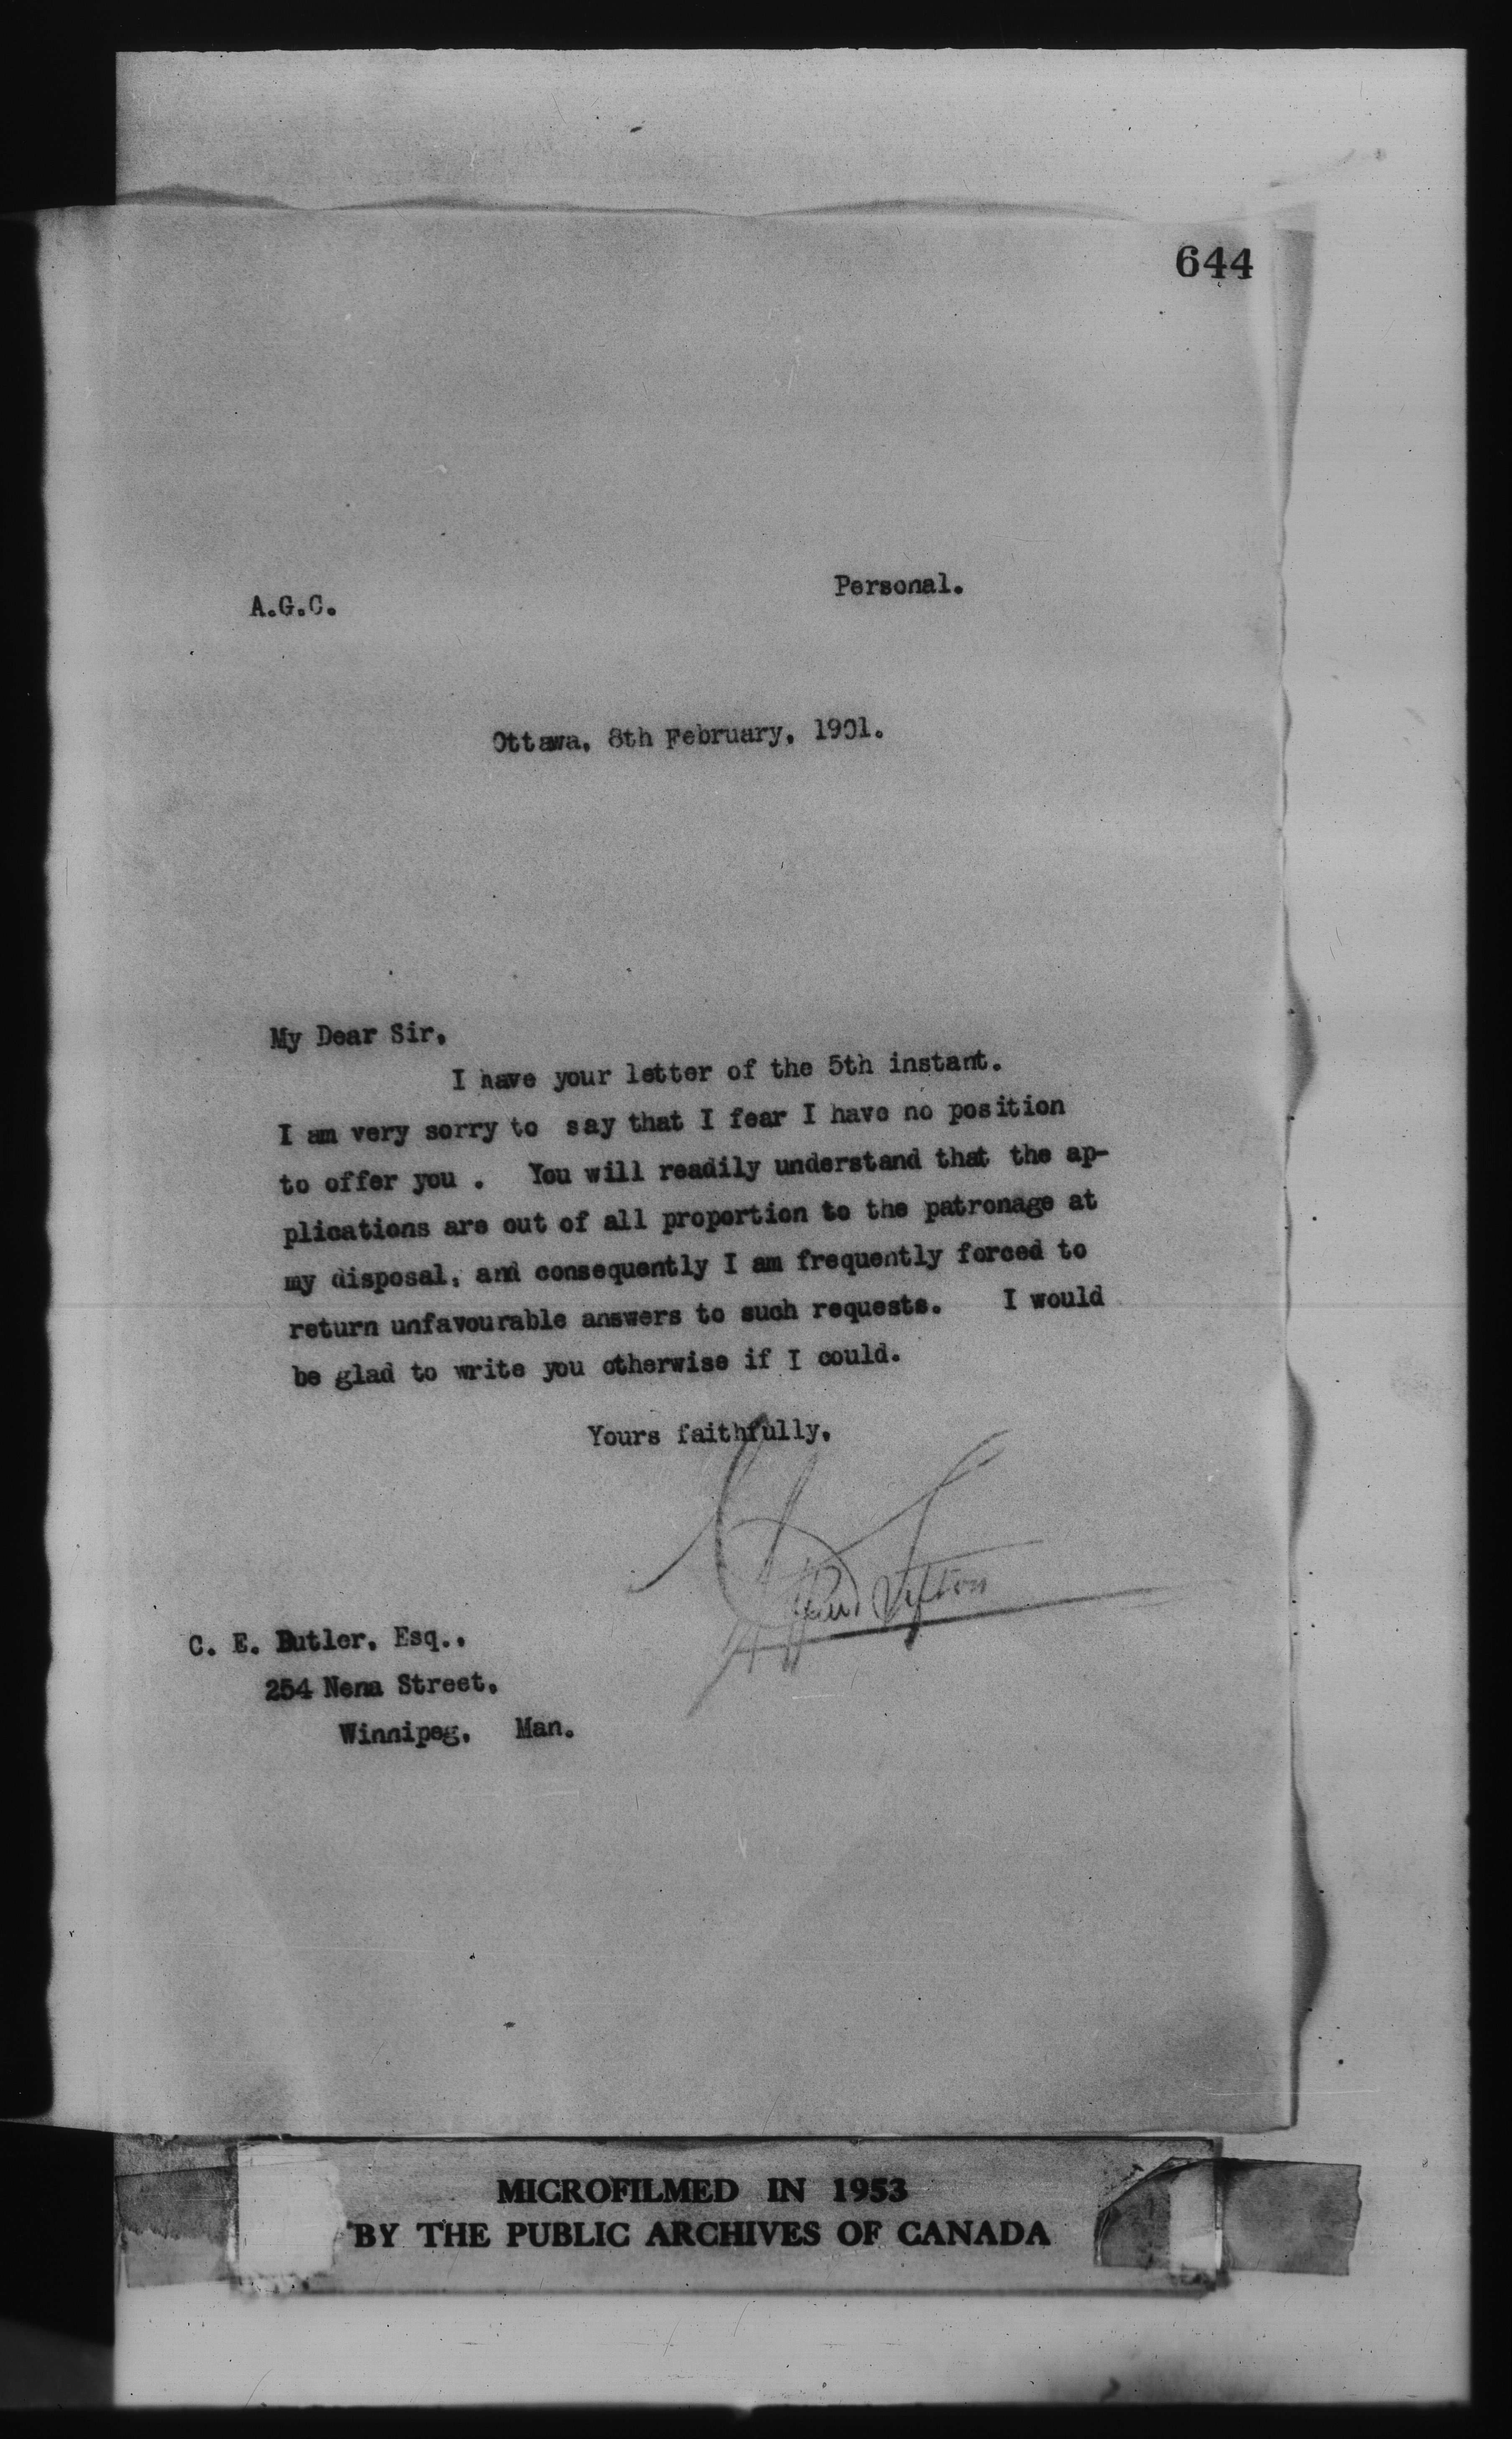 644
A.G.C.
Personal.
Ottawa, 8th February, 1901.
My Dear Sir,
I have your letter of the 5th instant.
I am very sorry to say that I fear I have no position
to offer you . You will readily understand that the ap-
plications are out of all proportion to the patronage at
my disposal, and consequently I am frequently forced to
return unfavourable answers to such requests. I would
be glad to write you otherwise if I could.
Yours faithfully,
Clifford Sifton
C. E. Butler, Esq.,
254 Nena Street,
Winnipeg, Man.
MICROFILMED IN 1953
BY THE PUBLIC ARCHIVES OF CANADA